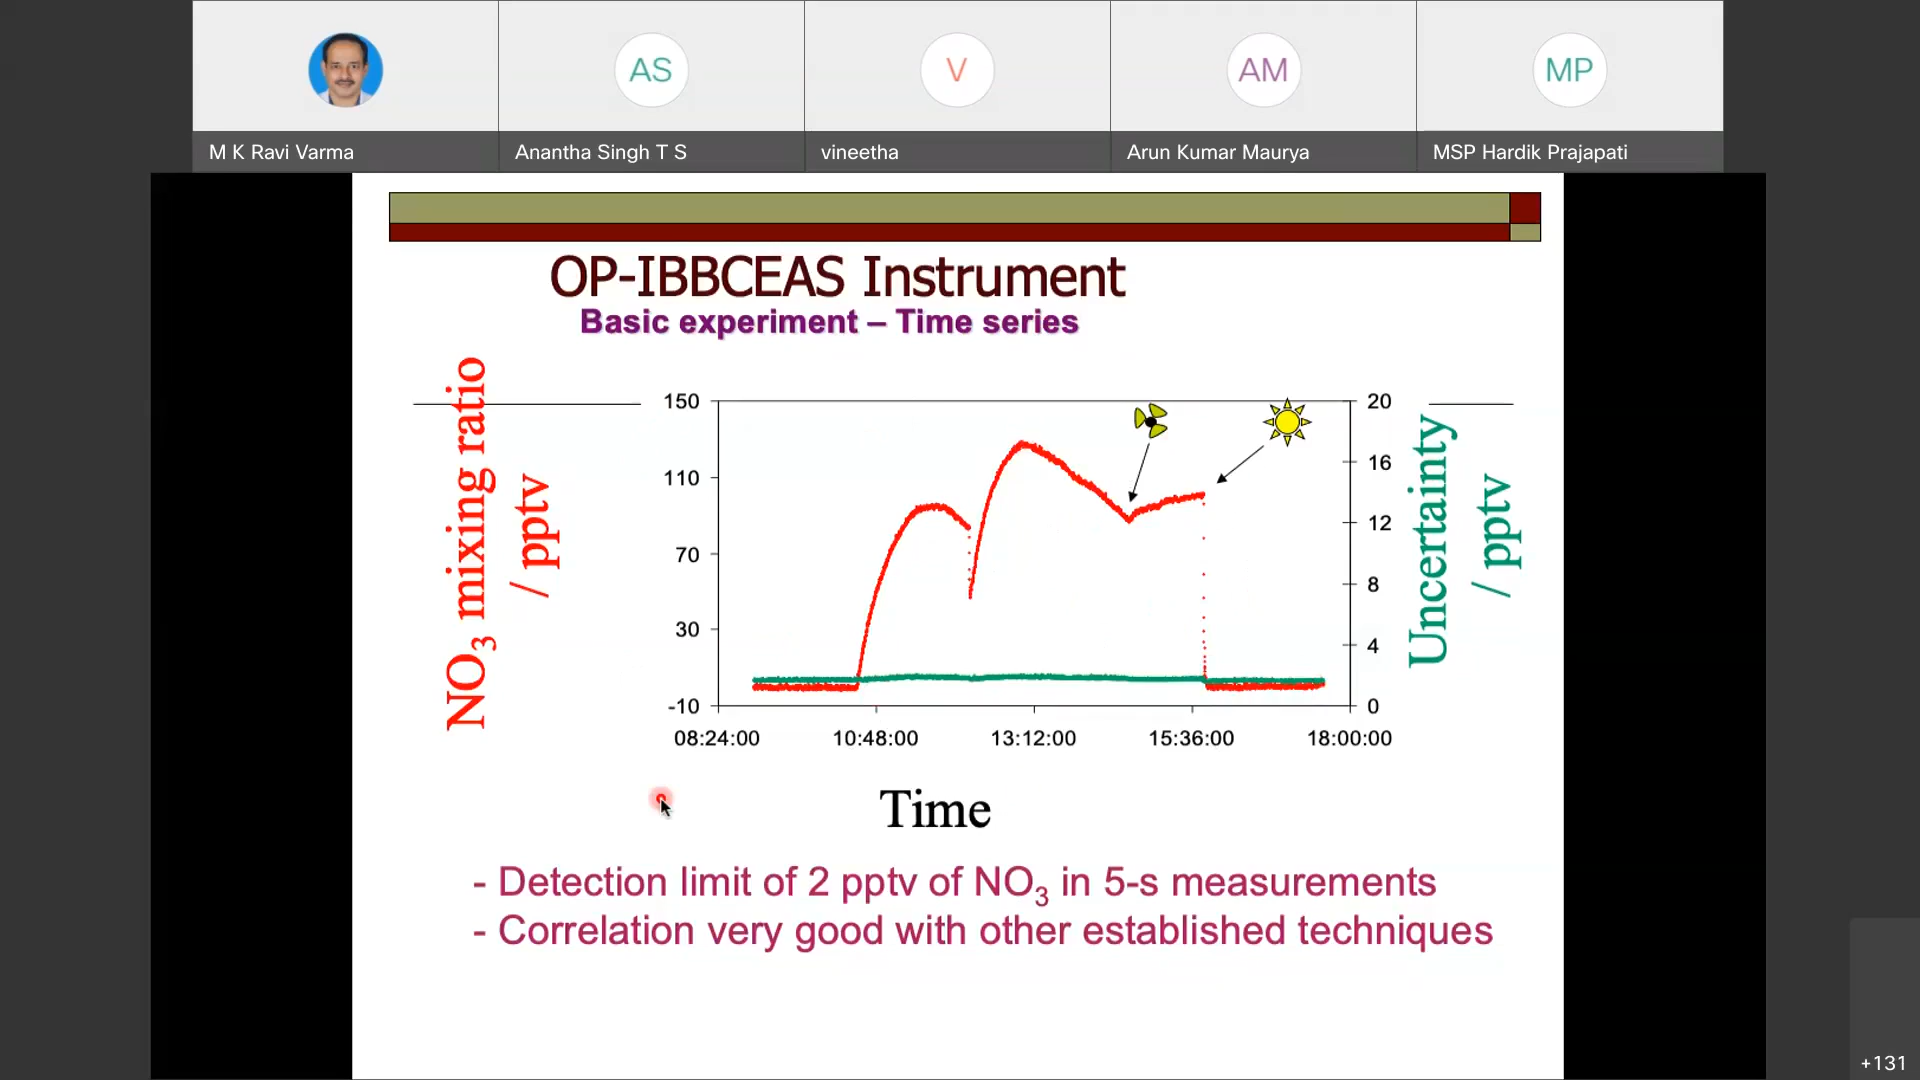 AS
V
AM
MP
M K Ravi Varma
Anantha Singh T S
vineetha
Arun Kumar Maurya
MSP Hardik Prajapati
OP-IBBCEAS Instrument
Basic experiment – Time series
NO3 mixing ratio
/ pptv
150
110
70
30
-10
20
16
12
8
4
0
Uncertainty
/ pptv
08:24:00
10:48:00
13:12:00
15:36:00
18:00:00
Time
- Detection limit of 2 pptv of NO3 in 5-s measurements
- Correlation very good with other established techniques
+131